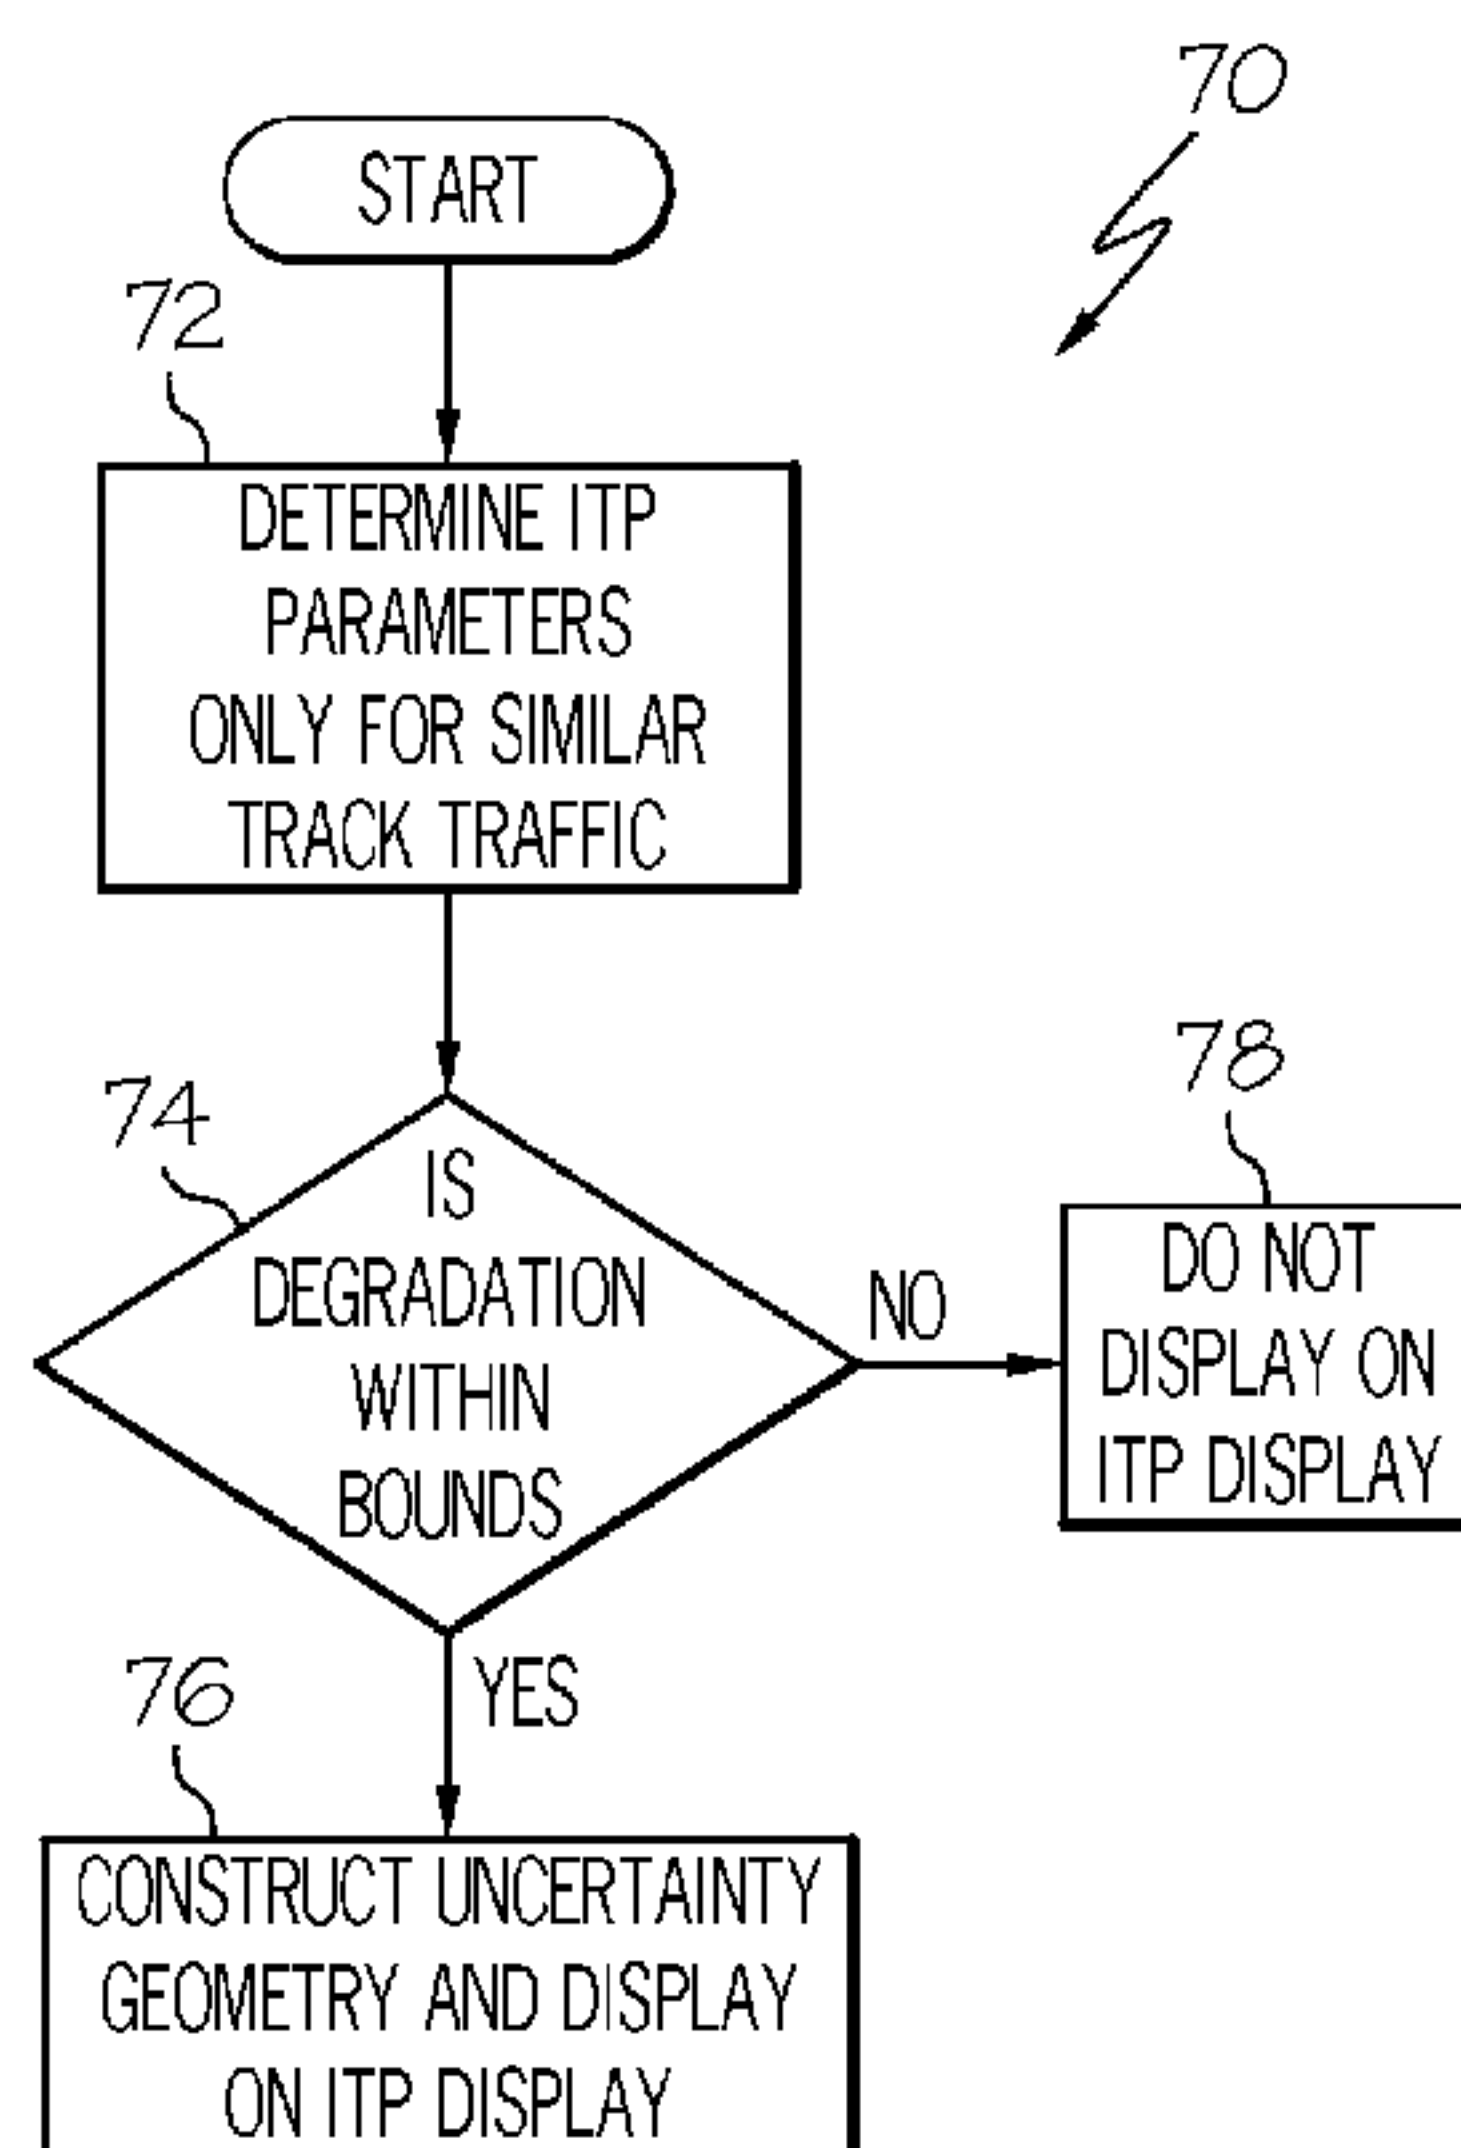 70
START
72
DETERMINE ITP
PARAMETERS
ONLY FOR SIMILAR
TRACK TRAFFIC
74
IS
DEGRADATION
WITHIN
BOUNDS
NO
78
DO NOT
DISPLAY ON
ITP DISPLAY
YES
76
CONSTRUCT UNCERTAINTY
GEOMETRY AND DISPLAY
ON ITP DISPLAY